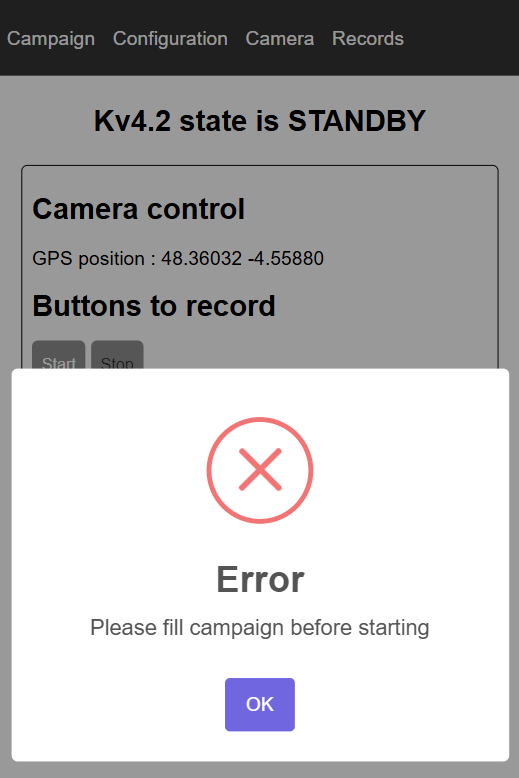 Campaign Configuration Camera Records
Kv4.2 state is STANDBY
Camera control
GPS position : 48.36032 -4.55880
Buttons to record
Start Stop
Error
Please fill campaign before starting
OK